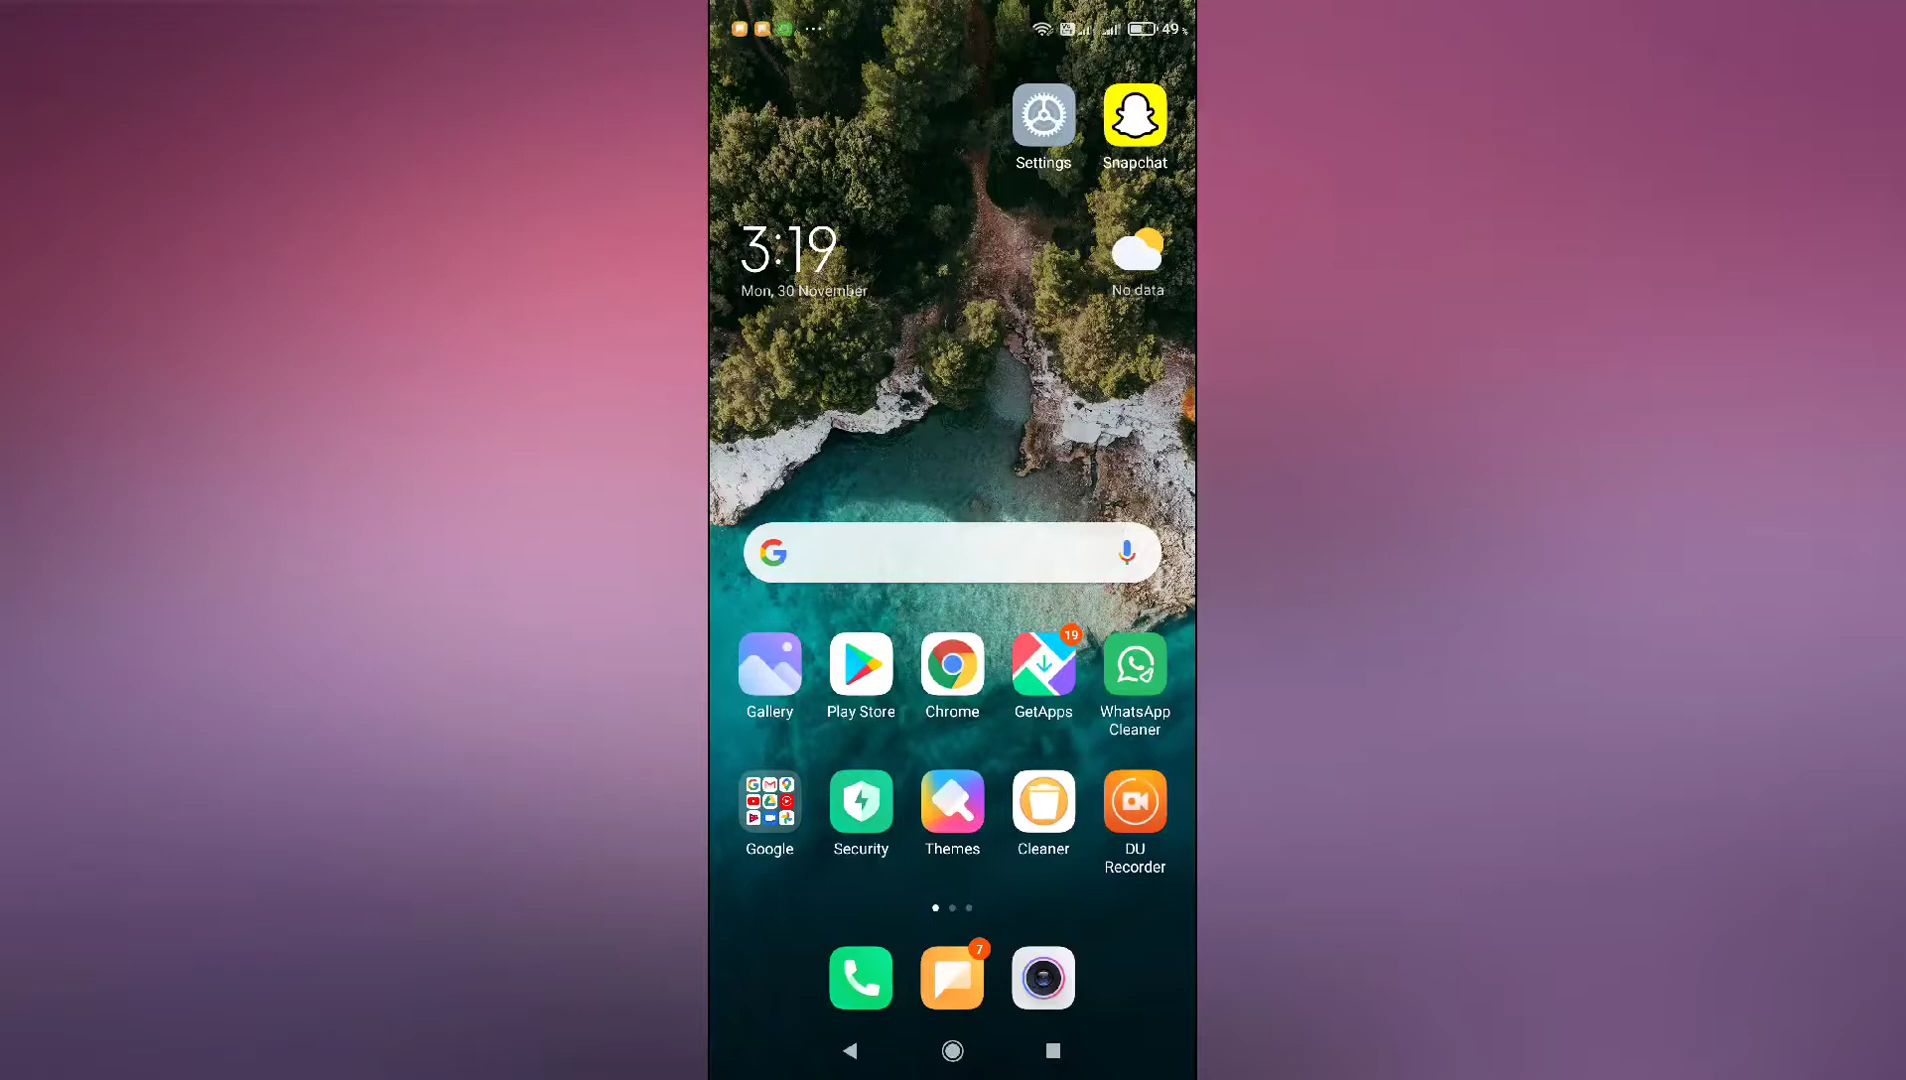 49%
Settings
Snapchat
3:19
Mon, 30 November
No data
19
Gallery
Play Store
Chrome
GetApps
WhatsApp
Cleaner
Google
Security
Themes
Cleaner
DU
Recorder
7